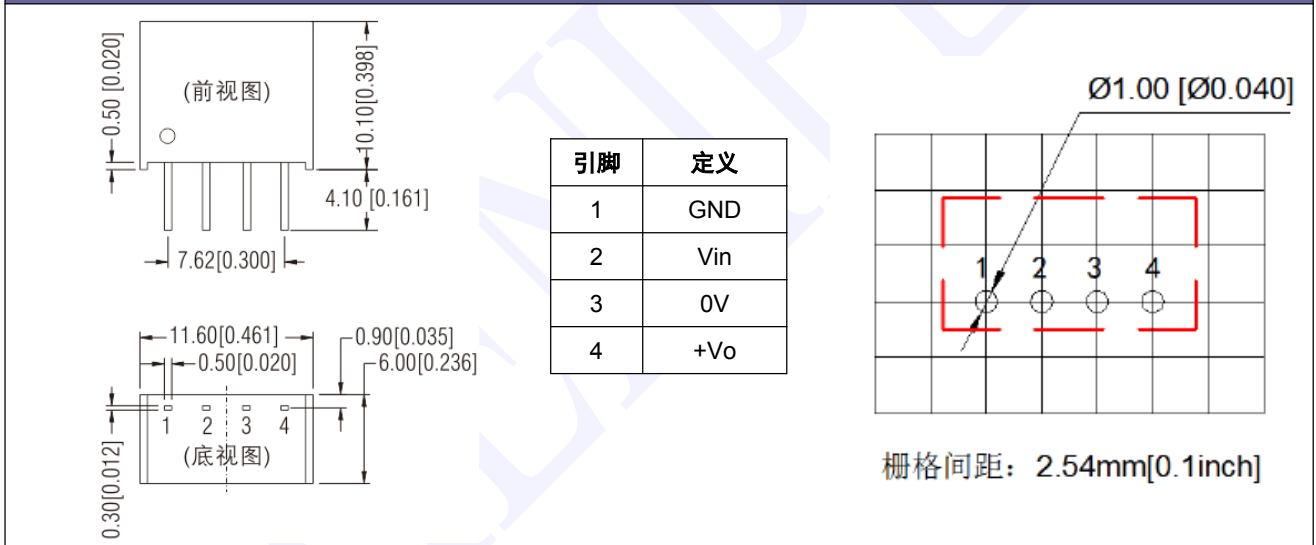 0.50 [0.020]
(前视图)
10.10[0.398]
4.10 [0.161]
7.62[0.300]
11.60[0.461]
0.50[0.020]
0.90[0.035]
6.00[0.236]
1 2 3 4
(底视图)
0.30[0.012]
引脚 定义
1 GND
2 Vin
3 0V
4 +Vo
Ø1.00 [Ø0.040]
1 2 3 4
栅格间距：2.54mm[0.1inch]